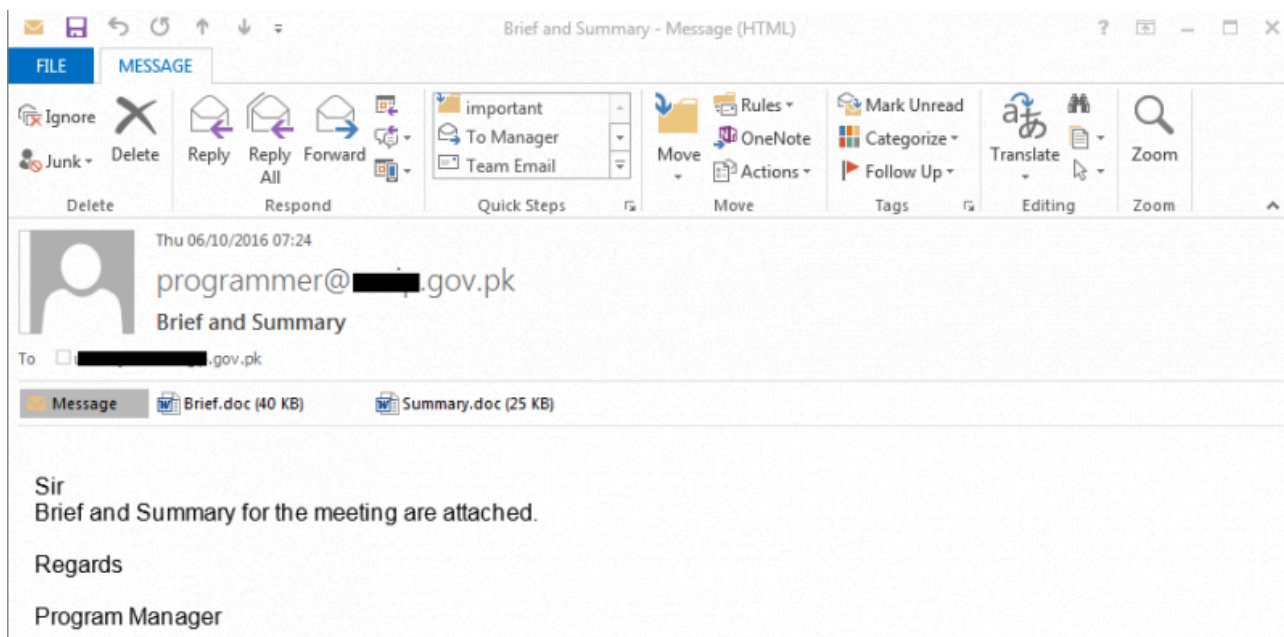 Brief and Summary - Message (HTML)
FILE MESSAGE
Ignore
Junk
Delete
Reply
Reply All
Forward
important
To Manager
Team Email
Move
Rules
OneNote
Actions
Mark Unread
Categorize
Follow Up
Translate
Zoom
Delete Respond Quick Steps Move Tags Editing Zoom
Thu 06/10/2016 07:24
programmer@ .gov.pk
Brief and Summary
To .gov.pk
Message Brief.doc (40 KB) Summary.doc (25 KB)
Sir
Brief and Summary for the meeting are attached.
Regards
Program Manager